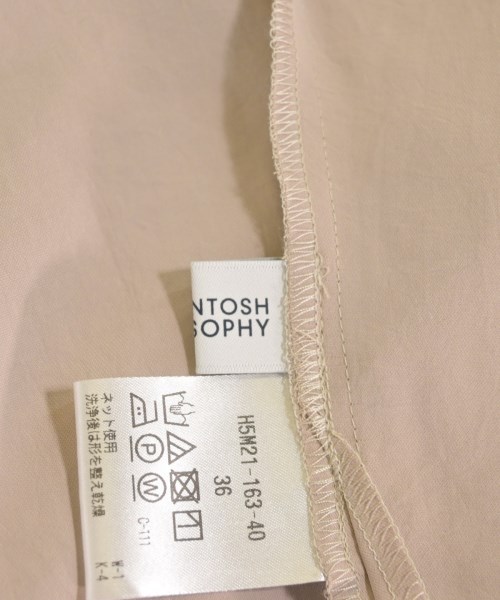 NTOSH
SOPHY
H5M21-163-40
36
P
W
C-111
ネット使用
洗浄後は形を整え乾燥
W-1
K-4